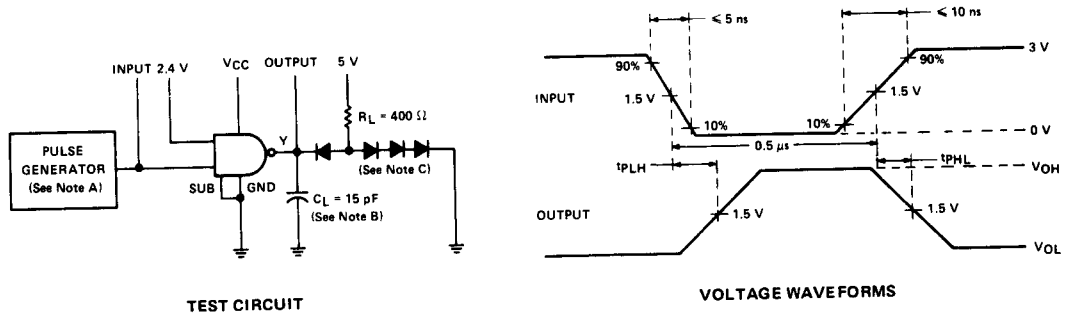 INPUT 2.4 V
VCC
OUTPUT
5 V
RL = 400 Ω
PULSE
GENERATOR
(See Note A)
Y
SUB
GND
(See Note C)
CL = 15 pF
(See Note B)
TEST CIRCUIT
≤ 5 ns
≤ 10 ns
3 V
90%
90%
INPUT
1.5 V
1.5 V
10%
10%
0 V
0.5 μs
tPLH
tPHL
VOH
OUTPUT
1.5 V
1.5 V
VOL
VOLTAGE WAVEFORMS